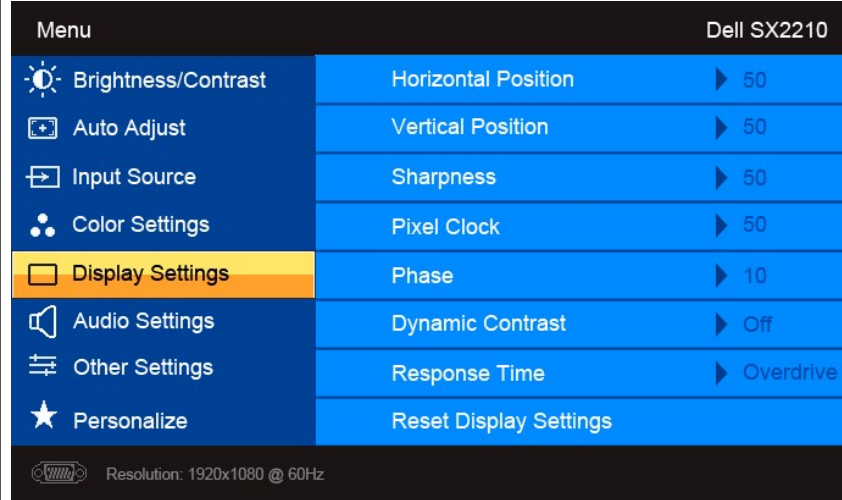 Menu Dell SX2210
Brightness/Contrast Horizontal Position 50
Auto Adjust Vertical Position 50
Input Source Sharpness 50
Color Settings Pixel Clock 50
Display Settings Phase 10
Audio Settings Dynamic Contrast Off
Other Settings Response Time Overdrive
Personalize Reset Display Settings
Resolution: 1920x1080 @ 60Hz